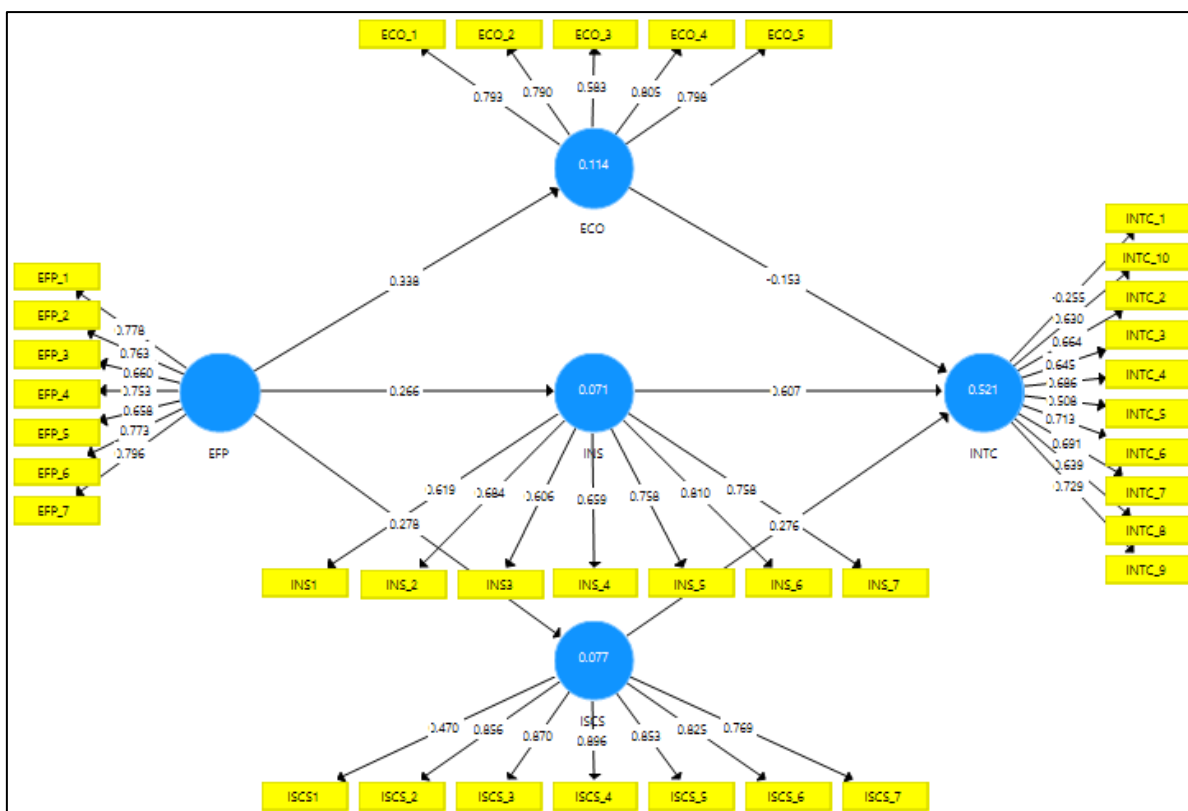 ECO_1 ECO_2 ECO_3 ECO_4 ECO_5
0.793 0.790 0.583 0.805 0.798
0.114
ECO
0.338 -0.153
EFP_1
EFP_2
EFP_3
EFP_4
EFP_5
EFP_6
EFP_7
0.778
0.763
0.660
0.753
0.658
0.773
0.796
EFP
0.266
0.071
INS
0.607
0.521
INTC
INTC_1
INTC_10
INTC_2
INTC_3
INTC_4
INTC_5
INTC_6
INTC_7
INTC_8
INTC_9
-0.255
0.630
0.664
0.645
0.686
0.508
0.713
0.691
0.639
0.729
0.619 0.684 0.606 0.659 0.758 0.810 0.758
0.278 0.276
INS1 INS_2 INS3 INS_4 INS_5 INS_6 INS_7
0.077
ISCS
0.470 0.856 0.870 0.896 0.853 0.825 0.769
ISCS1 ISCS_2 ISCS_3 ISCS_4 ISCS_5 ISCS_6 ISCS_7